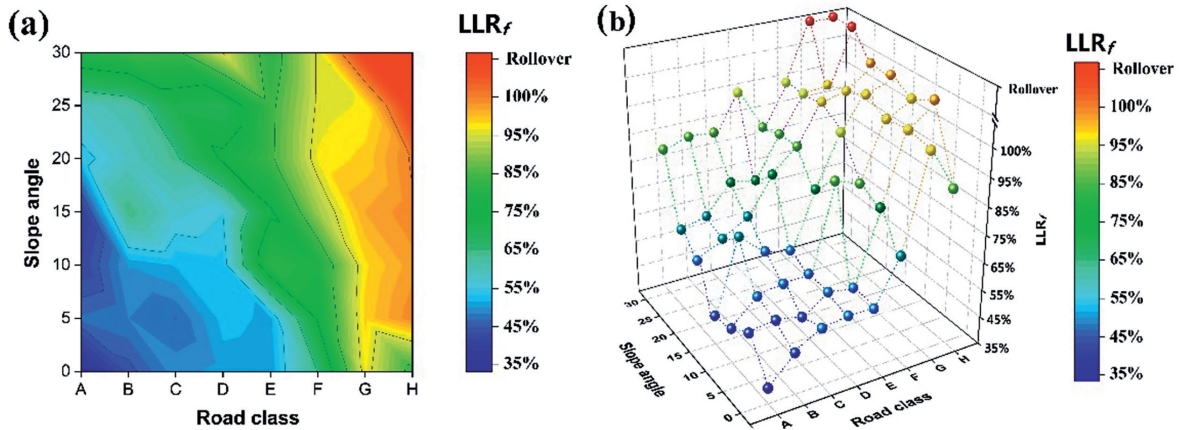 (a)
LLRf
30
25
20
15
10
5
0
Slope angle
A B C D E F G H
Road class
Rollover
100%
95%
85%
75%
65%
55%
45%
35%
(b)
LLRf
Rollover
100%
95%
85%
75%
65%
55%
45%
35%
LLRf
30
25
20
15
10
5
0
Slope angle
A B C D E F G H
Road class
Rollover
100%
95%
85%
75%
65%
55%
45%
35%